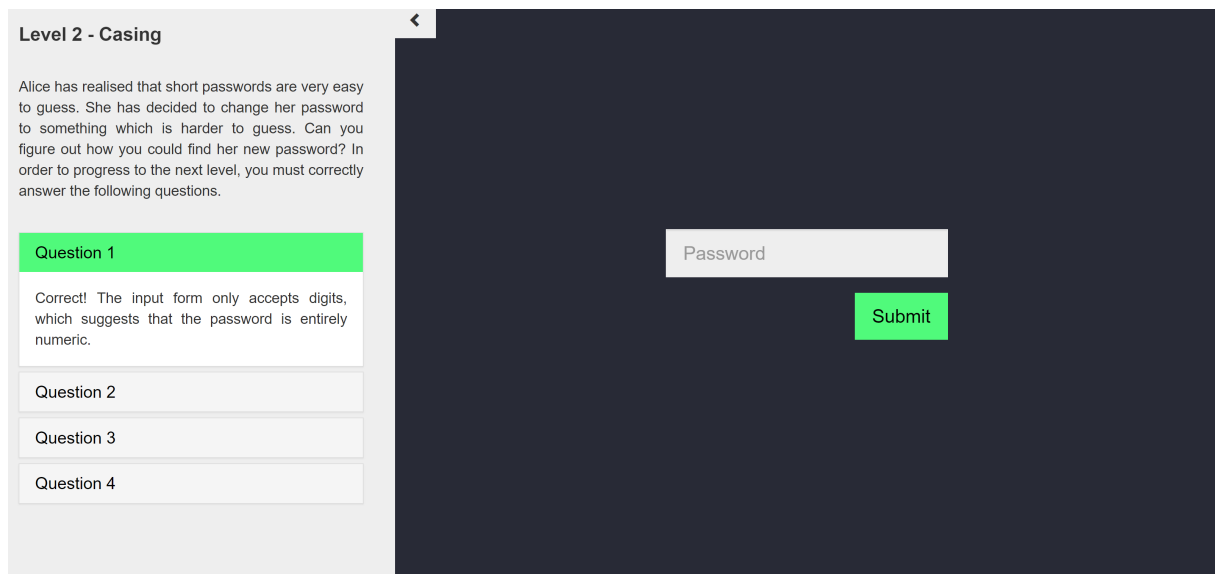 Level 2 - Casing
Alice has realised that short passwords are very easy
to guess. She has decided to change her password
to something which is harder to guess. Can you
figure out how you could find her new password? In
order to progress to the next level, you must correctly
answer the following questions.
Question 1
Correct! The input form only accepts digits,
which suggests that the password is entirely
numeric.
Question 2
Question 3
Question 4
Password
Submit